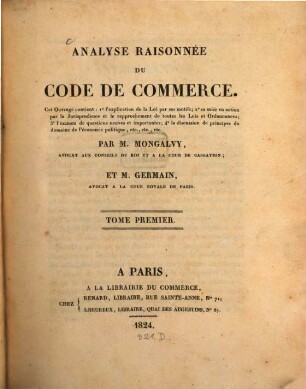 ANALYSE RAISONNÉE
DU
CODE DE COMMERCE.
Cet Ouvrage contient : 1° l'explication de la Loi par ses motifs; 2° sa mise en action
par la Jurisprudence et le rapprochement de toutes les Lois et Ordonnances;
3° l'examen de questions neuves et importantes; 4° la discussion de principes du
domaine de l'économie politique, etc., etc., etc.
PAR M. MONGALVY,
AVOCAT AUX CONSEILS DU ROI ET A LA COUR DE CASSATION;
ET M. GERMAIN,
AVOCAT A LA COUR ROYALE DE PARIS.
TOME PREMIER.
A PARIS,
A LA LIBRAIRIE DU COMMERCE,
CHEZ RENARD, LIBRAIRE, RUE SAINTE-ANNE, N° 71;
LHEUREUX, LIBRAIRE, QUAI DES AUGUSTINS, N°
1824.